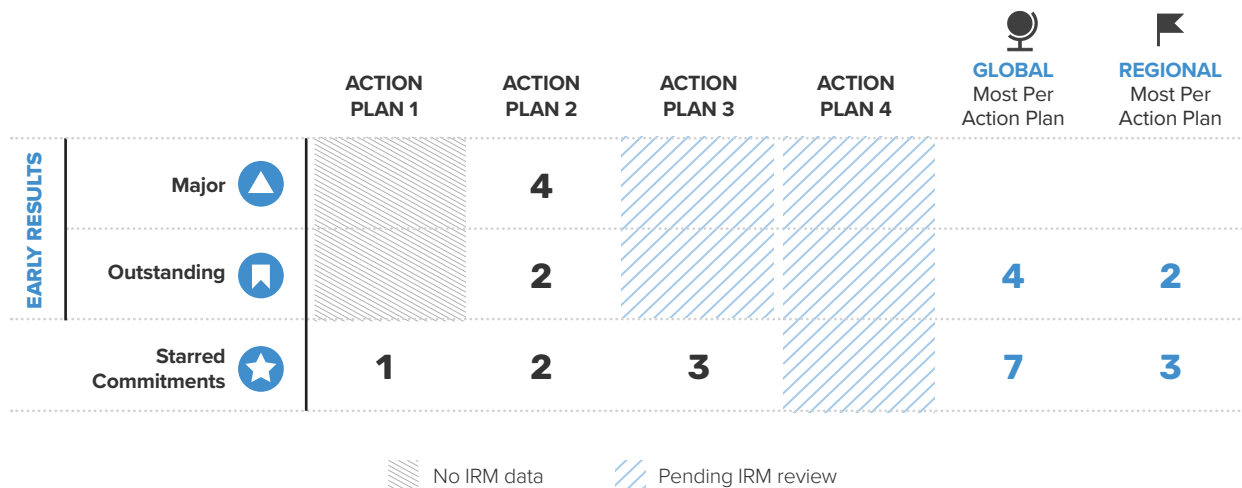 ACTION
PLAN 1
ACTION
PLAN 2
ACTION
PLAN 3
ACTION
PLAN 4
GLOBAL
Most Per
Action Plan
REGIONAL
Most Per
Action Plan
EARLY RESULTS
Major
4
Outstanding
2
4
2
Starred
Commitments
1
2
3
7
3
No IRM data
Pending IRM review